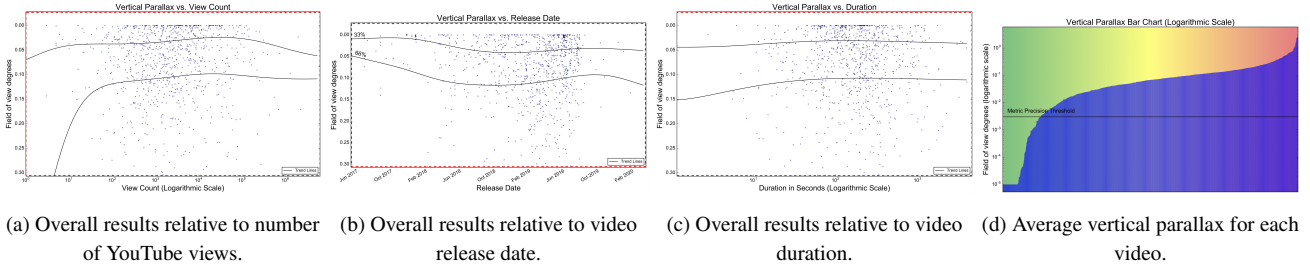 Vertical Parallax vs. View Count
Field of view degrees
0.00
0.05
0.10
0.15
0.20
0.25
0.30
View Count (Logarithmic Scale)
Trend Lines
Vertical Parallax vs. Release Date
Field of view degrees
0.00
0.05
0.10
0.15
0.20
0.25
0.30
33%
66%
Jun 2017
Oct 2017
Feb 2018
Jun 2018
Oct 2018
Feb 2019
Jun 2019
Oct 2019
Feb 2020
Release Date
Trend Lines
Vertical Parallax vs. Duration
Field of view degrees
0.00
0.05
0.10
0.15
0.20
0.25
0.30
Duration in Seconds (Logarithmic Scale)
Trend Lines
Vertical Parallax Bar Chart (Logarithmic Scale)
Field of view degrees (logarithmic scale)
Metric Precision Threshold
(a) Overall results relative to number
of YouTube views.
(b) Overall results relative to video
release date.
(c) Overall results relative to video
duration.
(d) Average vertical parallax for each
video.